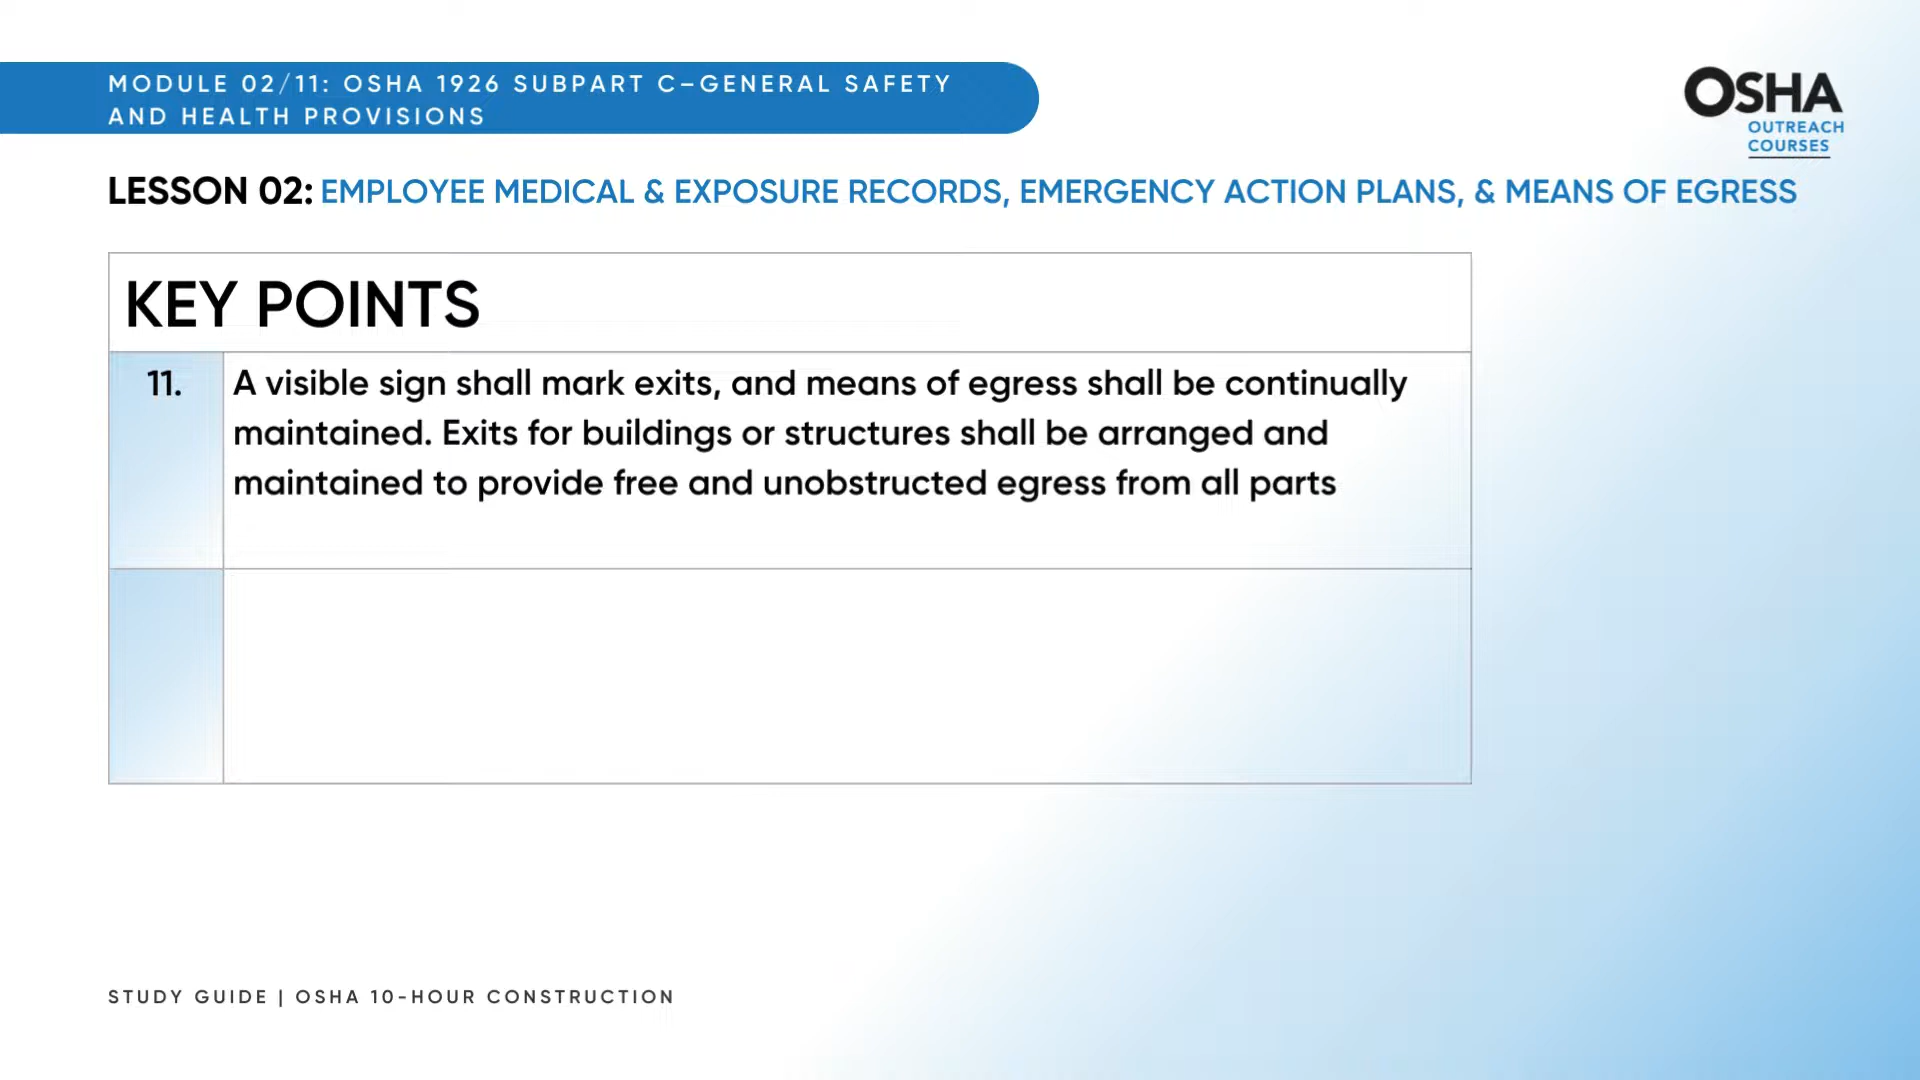 MODULE 02/11: OSHA 1926 SUBPART C–GENERAL SAFETY
AND HEALTH PROVISIONS
OSHA
OUTREACH
COURSES
LESSON 02: EMPLOYEE MEDICAL & EXPOSURE RECORDS, EMERGENCY ACTION PLANS, & MEANS OF EGRESS
KEY POINTS
11. A visible sign shall mark exits, and means of egress shall be continually
maintained. Exits for buildings or structures shall be arranged and
maintained to provide free and unobstructed egress from all parts
STUDY GUIDE | OSHA 10-HOUR CONSTRUCTION